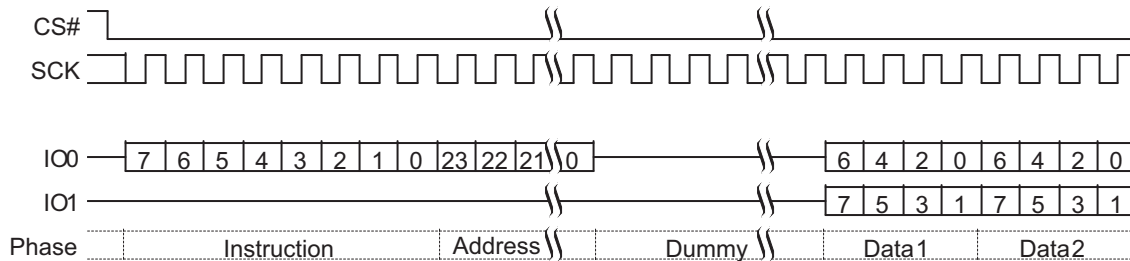 CS#
SCK
IO0 7 6 5 4 3 2 1 0 23 22 21 0 6 4 2 0 6 4 2 0
IO1 7 5 3 1 7 5 3 1
Phase Instruction Address Dummy Data1 Data2